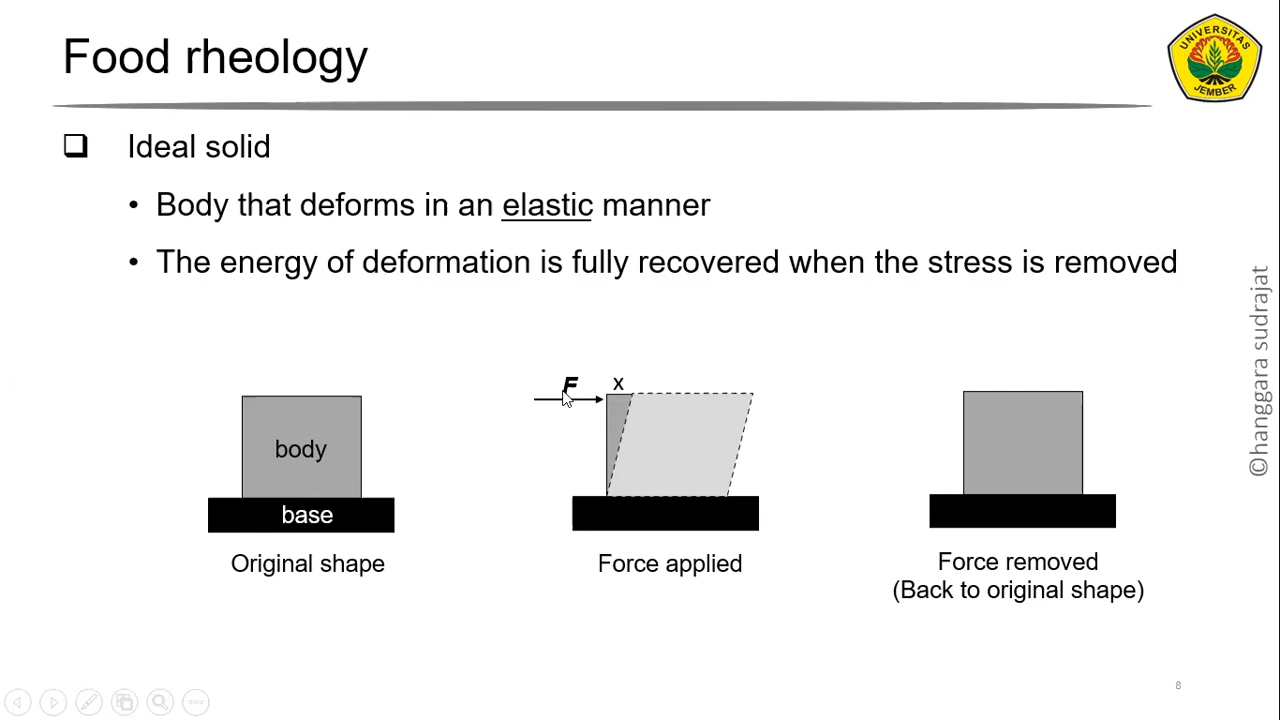 Food rheology
UNIVERSITAS
JEMBER
Ideal solid
• Body that deforms in an elastic manner
• The energy of deformation is fully recovered when the stress is removed
©hanggara sudrajat
F
x
body
base
Original shape
Force applied
Force removed
(Back to original shape)
8